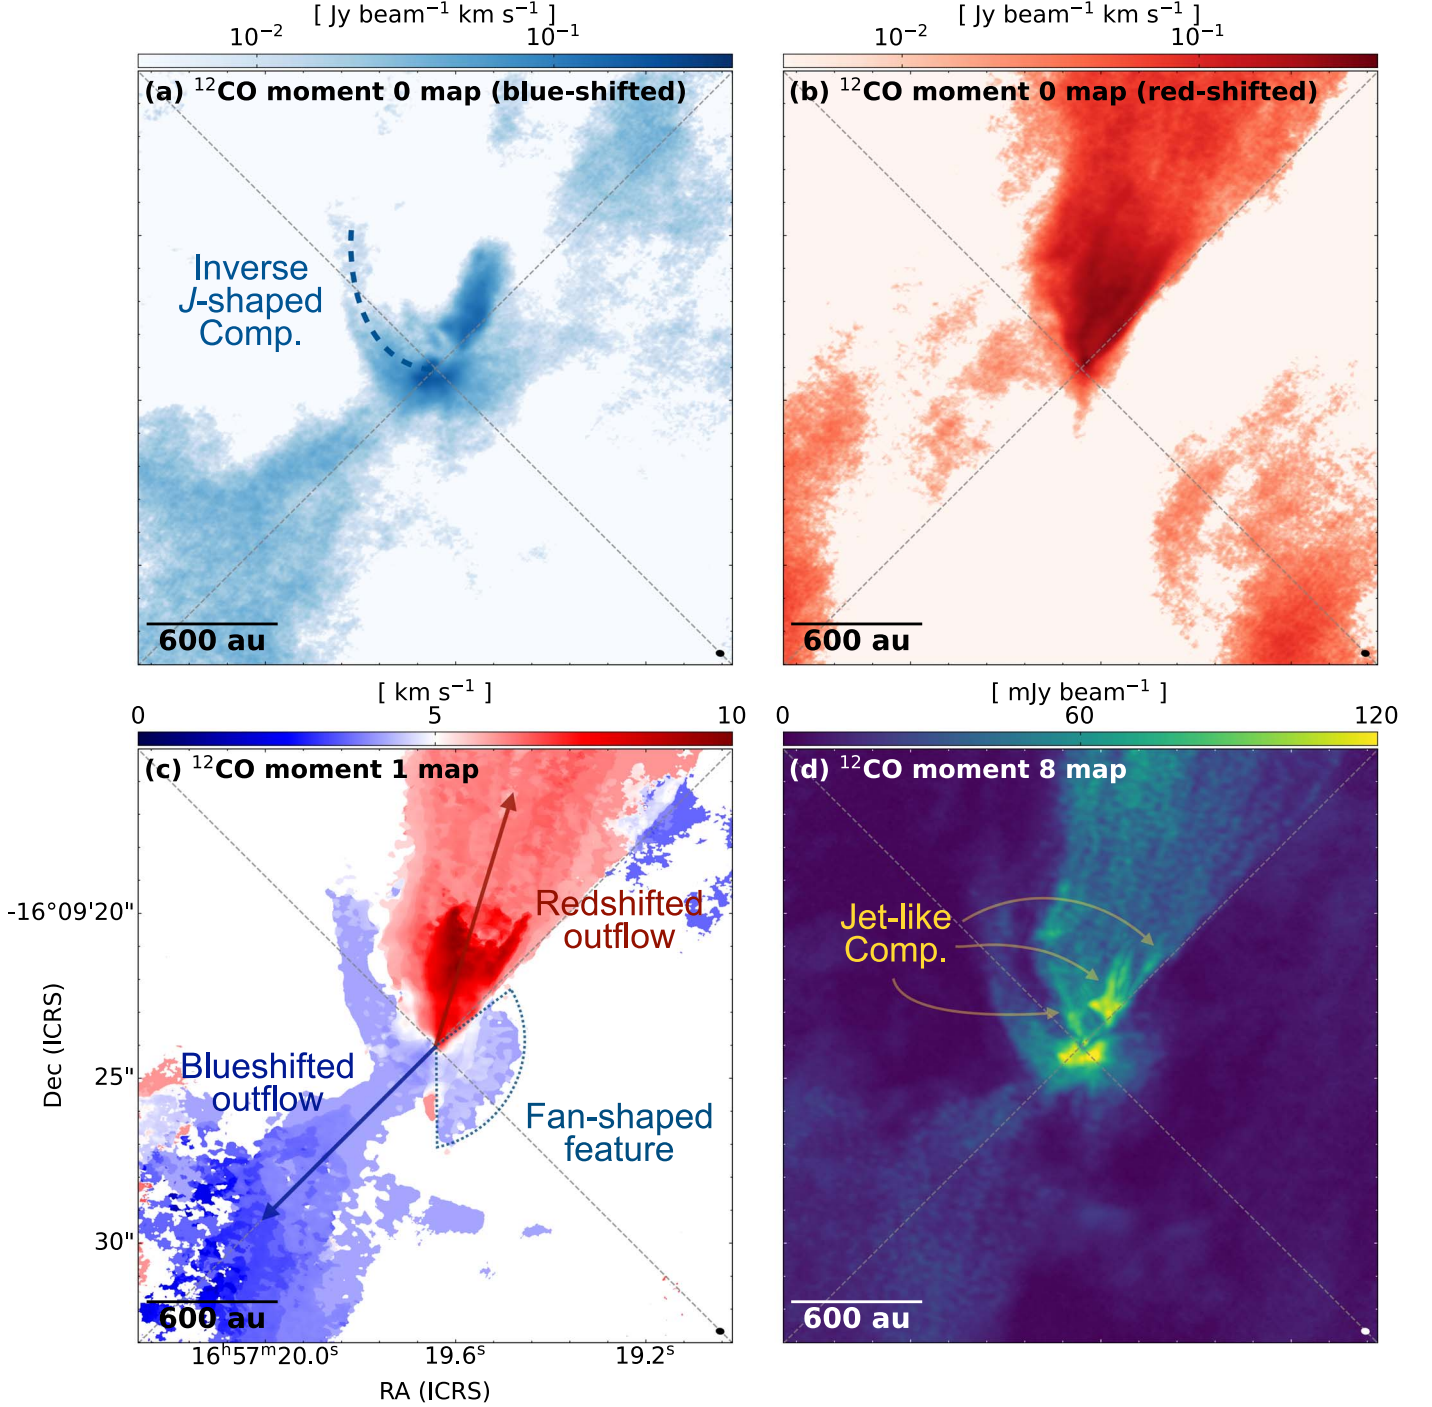 [ Jy beam⁻¹ km s⁻¹ ]
10⁻² 10⁻¹
(a) ¹²CO moment 0 map (blue-shifted)
Inverse
J-shaped
Comp.
600 au
[ Jy beam⁻¹ km s⁻¹ ]
10⁻² 10⁻¹
(b) ¹²CO moment 0 map (red-shifted)
600 au
[ km s⁻¹ ]
0 5 10
(c) ¹²CO moment 1 map
Redshifted
outflow
Blueshifted
outflow
Fan-shaped
feature
600 au
-16°09'20"
25"
30"
Dec (ICRS)
16ʰ57ᵐ20.0ˢ 19.6ˢ 19.2ˢ
RA (ICRS)
[ mJy beam⁻¹ ]
0 60 120
(d) ¹²CO moment 8 map
Jet-like
Comp.
600 au